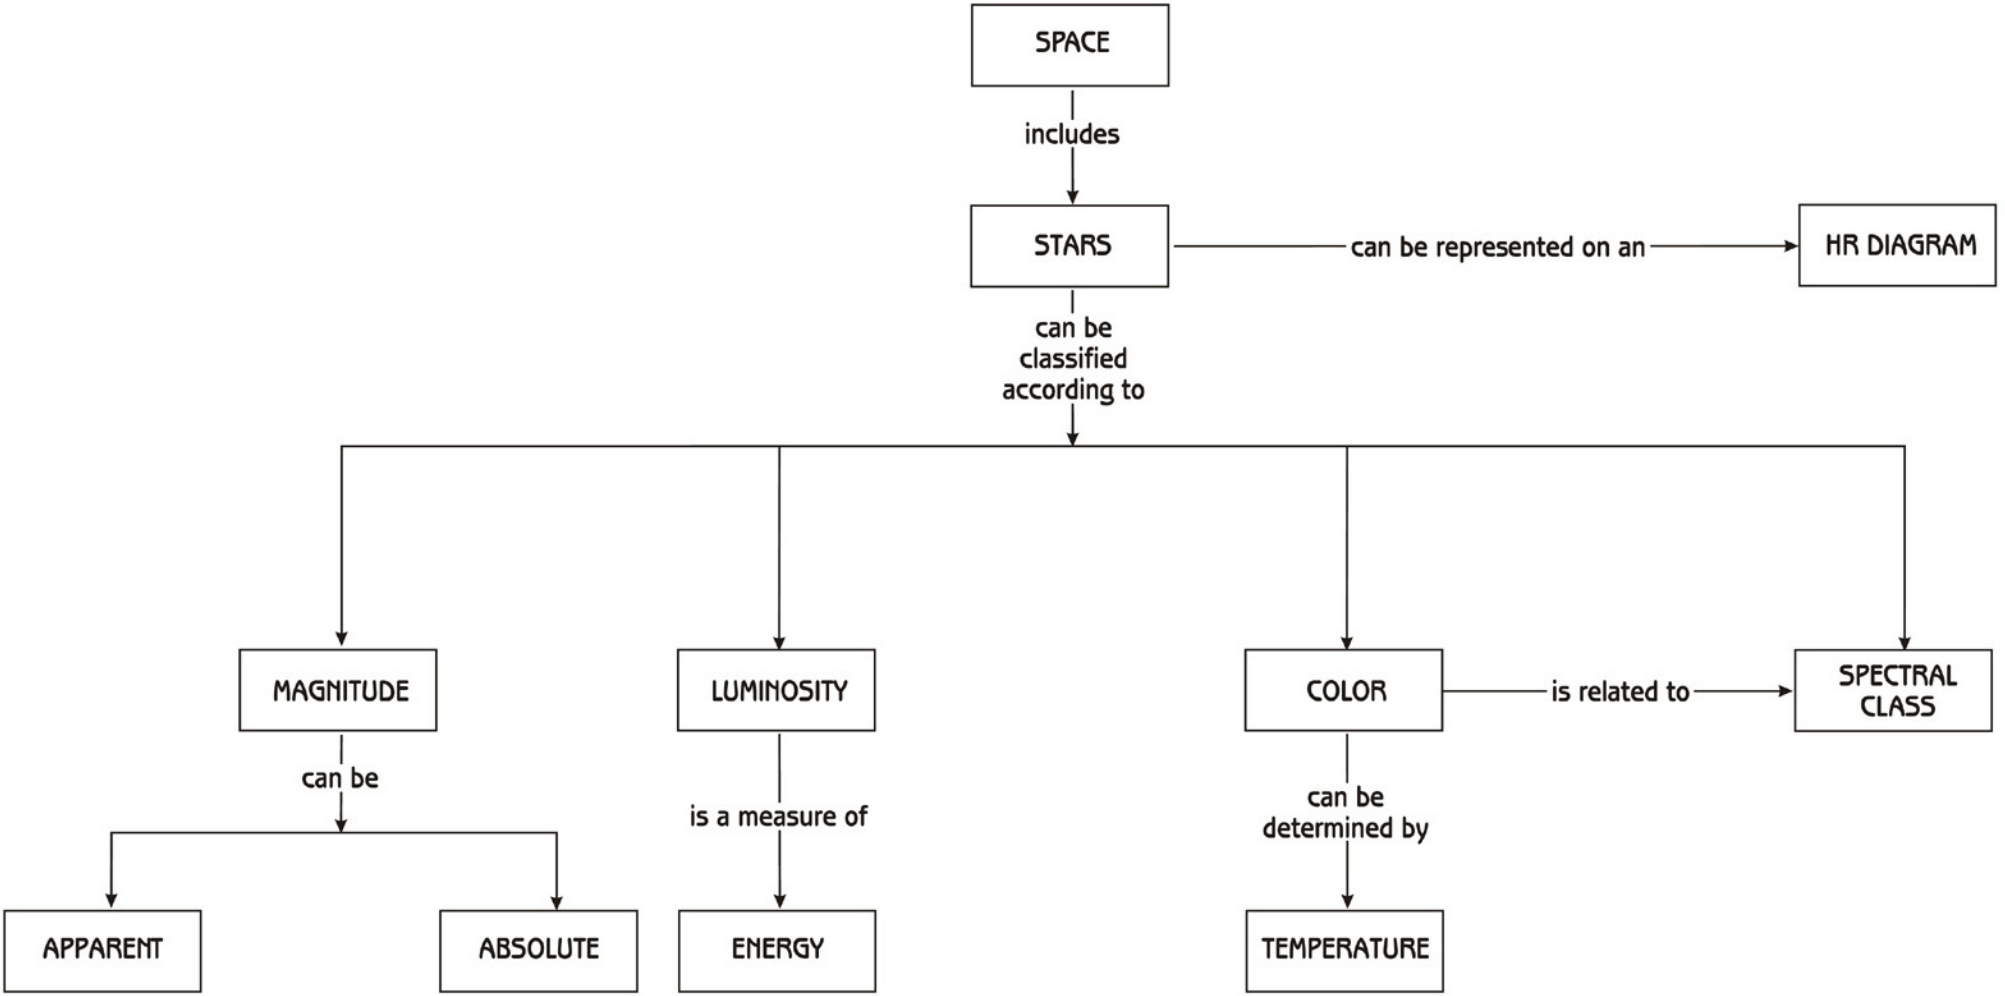 SPACE
includes
STARS
can be represented on an
HR DIAGRAM
can be
classified
according to
MAGNITUDE
LUMINOSITY
COLOR
is related to
SPECTRAL
CLASS
can be
is a measure of
can be
determined by
APPARENT
ABSOLUTE
ENERGY
TEMPERATURE